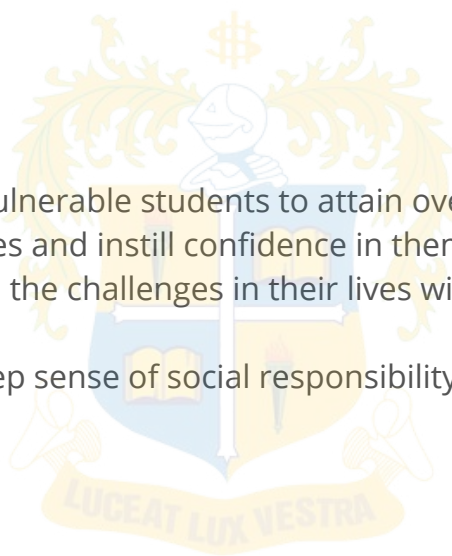 ulnerable students to attain ove
es and instill confidence in then
the challenges in their lives wi
ep sense of social responsibility
LUCEAT LUX VESTRA